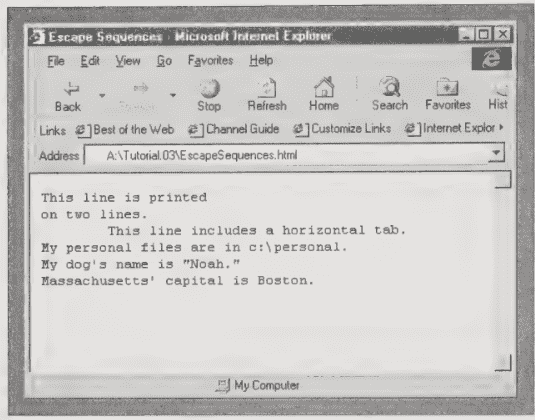 Escape Sequences - Microsoft Internet Explorer
File Edit View Go Favorites Help
Back Stop Refresh Home Search Favorites Hist
Links Best of the Web Channel Guide Customize Links Internet Explor
Address A:\Tutorial.03\EscapeSequences.html
This line is printed
on two lines.
This line includes a horizontal tab.
My personal files are in c:\personal.
My dog's name is "Noah."
Massachusetts' capital is Boston.
My Computer